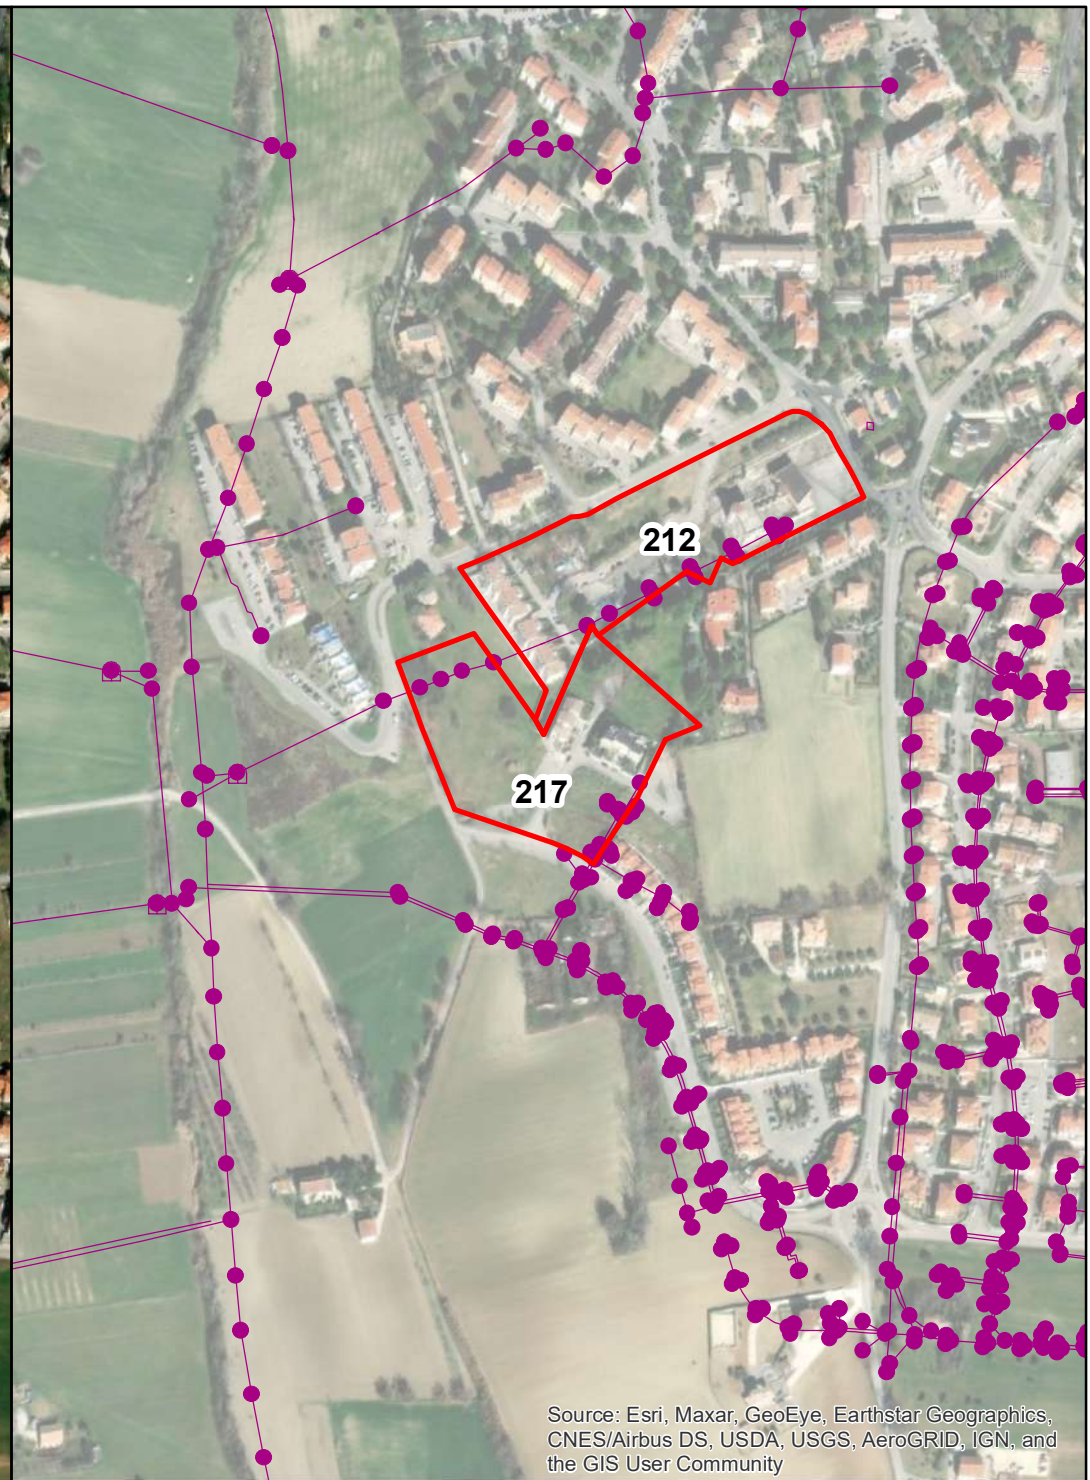 212
217
Source: Esri, Maxar, GeoEye, Earthstar Geographics,
CNES/Airbus DS, USDA, USGS, AeroGRID, IGN, and
the GIS User Community